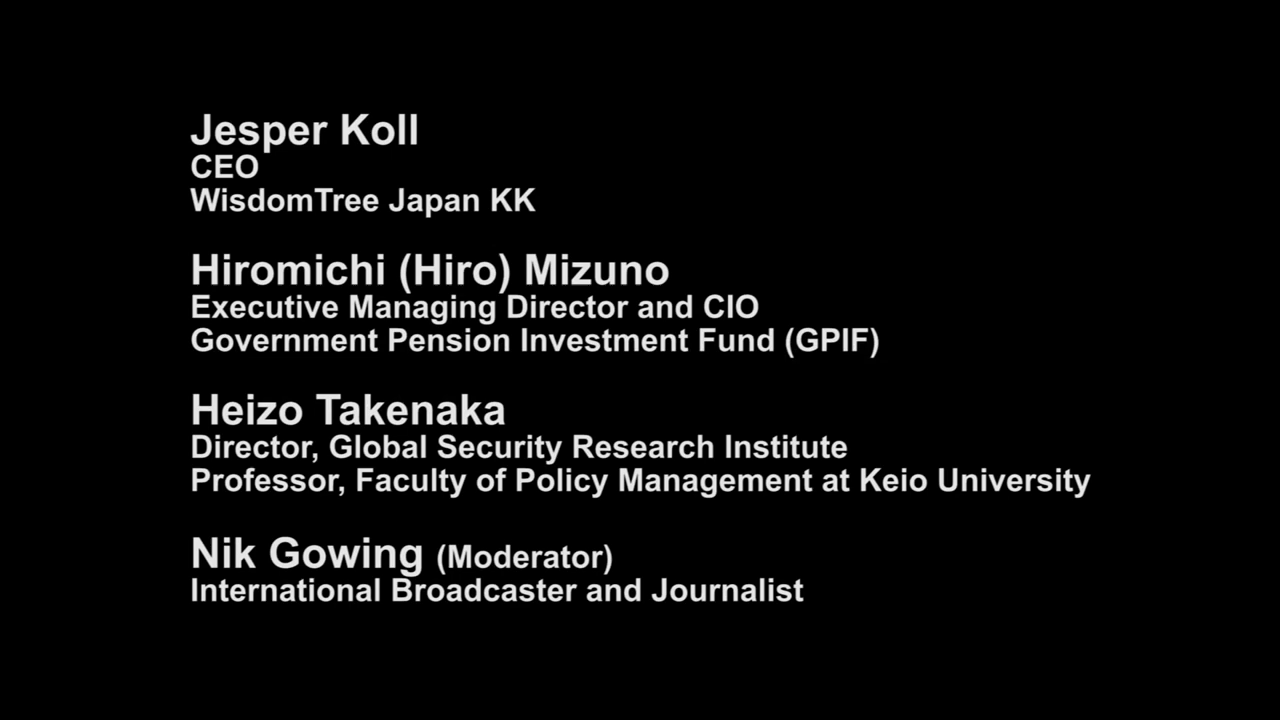 Jesper Koll
CEO
WisdomTree Japan KK
Hiromichi (Hiro) Mizuno
Executive Managing Director and CIO
Government Pension Investment Fund (GPIF)
Heizo Takenaka
Director, Global Security Research Institute
Professor, Faculty of Policy Management at Keio University
Nik Gowing (Moderator)
International Broadcaster and Journalist